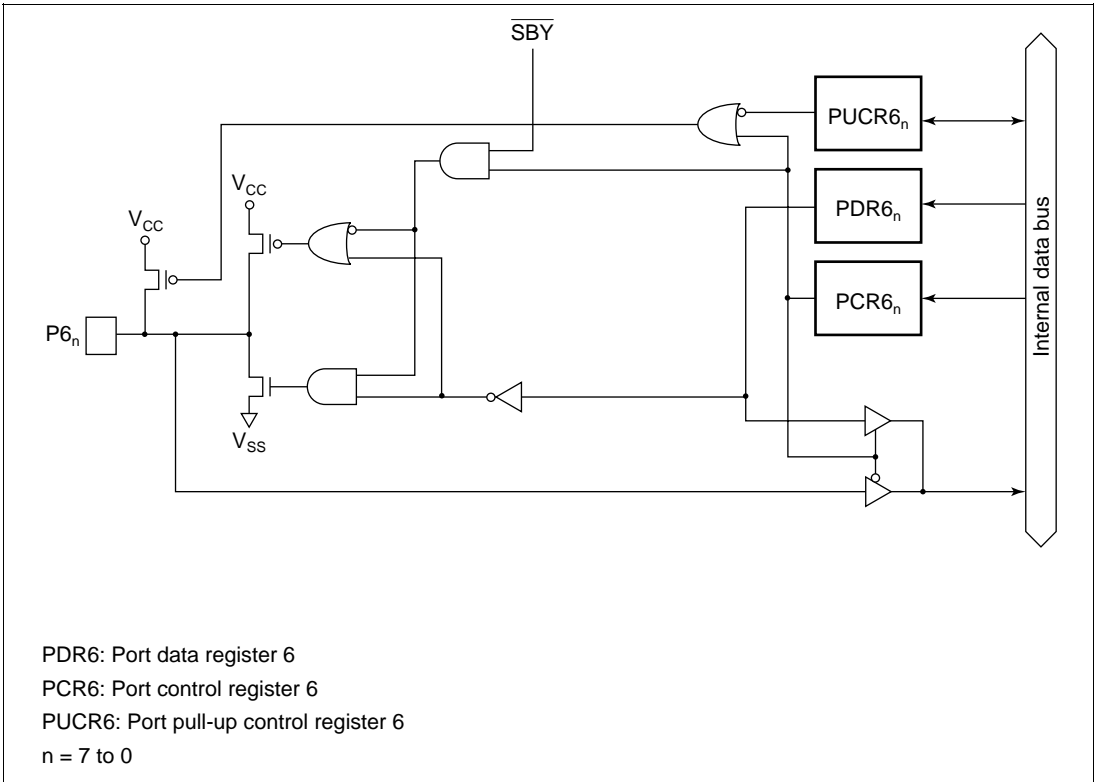 SBY
PUCR6n
VCC
VCC
PDR6n
PCR6n
P6n
VSS
Internal data bus
PDR6: Port data register 6
PCR6: Port control register 6
PUCR6: Port pull-up control register 6
n = 7 to 0